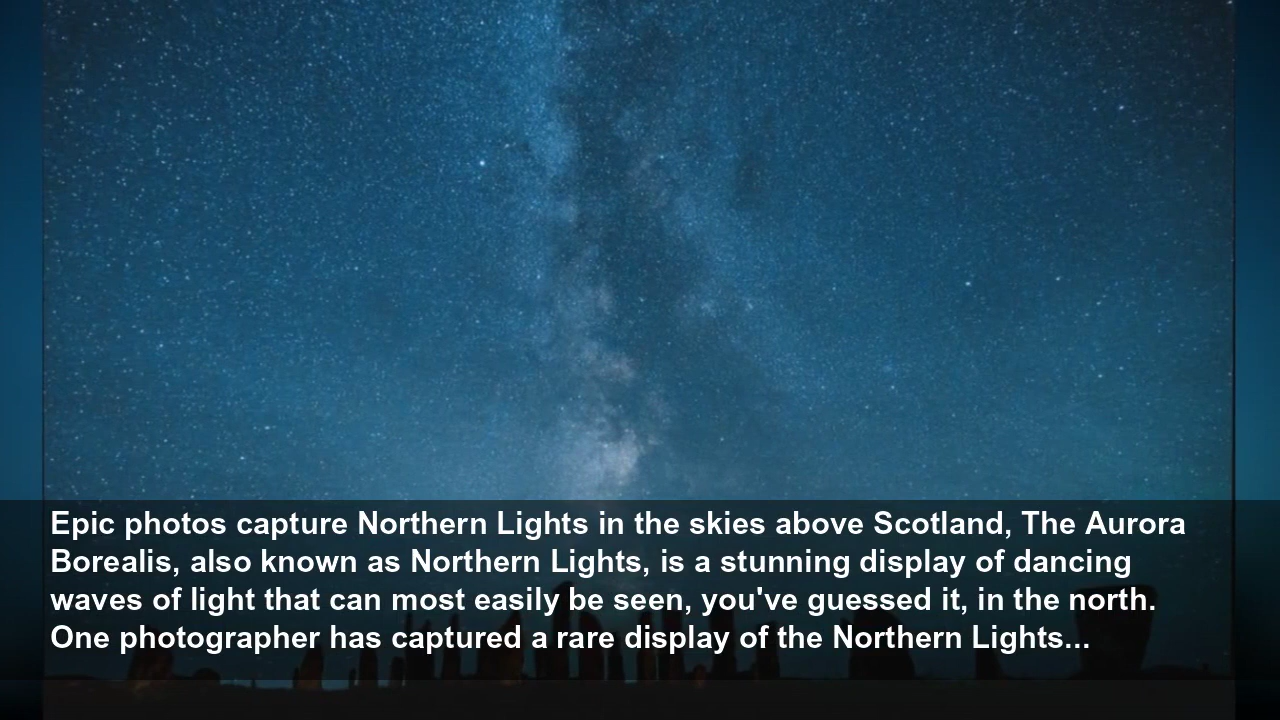 Epic photos capture Northern Lights in the skies above Scotland, The Aurora
Borealis, also known as Northern Lights, is a stunning display of dancing
waves of light that can most easily be seen, you've guessed it, in the north.
One photographer has captured a rare display of the Northern Lights...